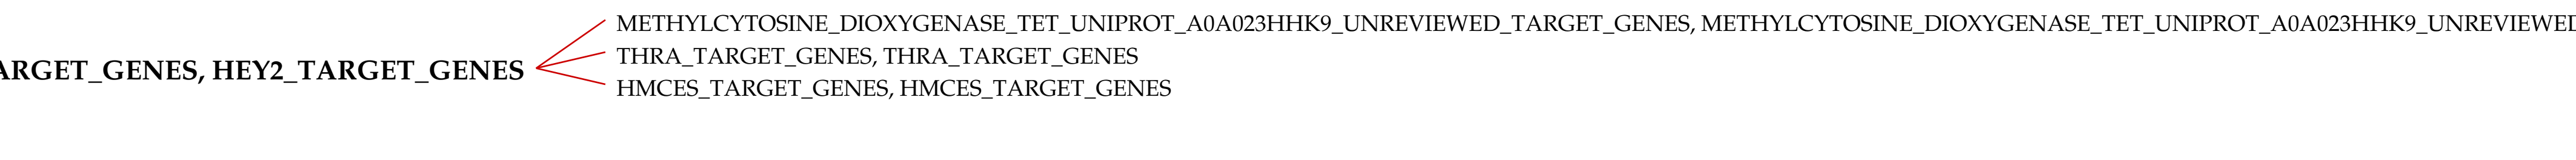 METHYLCYTOSINE_DIOXYGENASE_TET_UNIPROT_A0A023HHK9_UNREVIEWED_TARGET_GENES, METHYLCYTOSINE_DIOXYGENASE_TET_UNIPROT_A0A023HHK9_UNREVIEWED
THRA_TARGET_GENES, THRA_TARGET_GENES
ARGET_GENES, HEY2_TARGET_GENES
HMCES_TARGET_GENES, HMCES_TARGET_GENES